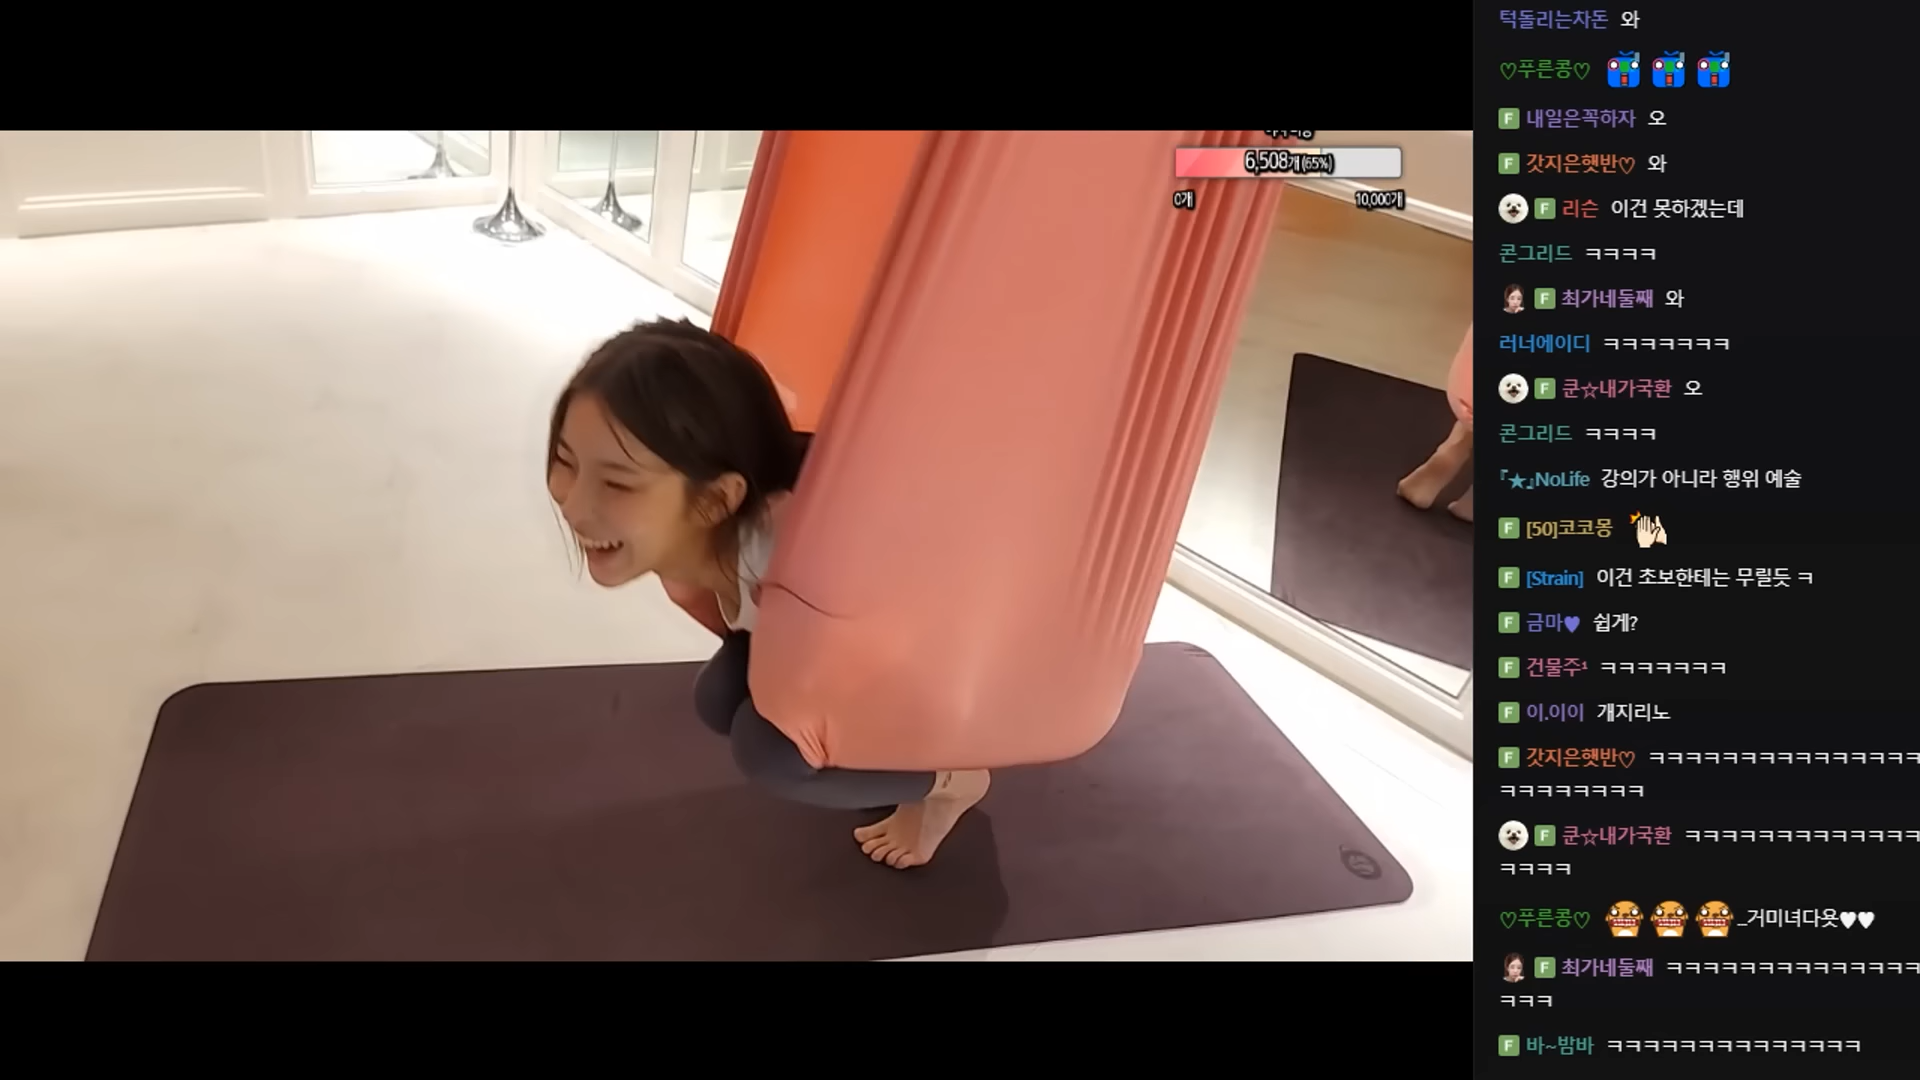 6,508개(65%)
0개
10,000개
턱돌리는차돈 와
♡푸른콩♡
F 내일은꼭하자 오
F 갓지은햇반♡ 와
F 리슨 이건 못하겠는데
콘그리드 ㅋㅋㅋㅋ
F 최가네둘째 와
러너에이디 ㅋㅋㅋㅋㅋㅋㅋ
F 쿤☆내가국환 오
콘그리드 ㅋㅋㅋㅋ
『★』NoLife 강의가 아니라 행위 예술
F [50]코코몽
F [Strain] 이건 초보한테는 무릴듯 ㅋ
F 금마♥ 쉽게?
F 건물주¹ ㅋㅋㅋㅋㅋㅋㅋ
F 이.이이 개지리노
F 갓지은햇반♡ ㅋㅋㅋㅋㅋㅋㅋㅋㅋㅋㅋㅋㅋㅋㅋ
ㅋㅋㅋㅋㅋㅋㅋㅋ
F 쿤☆내가국환 ㅋㅋㅋㅋㅋㅋㅋㅋㅋㅋㅋㅋㅋ
ㅋㅋㅋㅋ
♡푸른콩♡ _거미녀다욧♥♥
F 최가네둘째 ㅋㅋㅋㅋㅋㅋㅋㅋㅋㅋㅋㅋㅋㅋ
ㅋㅋㅋ
F 바~밤바 ㅋㅋㅋㅋㅋㅋㅋㅋㅋㅋㅋㅋㅋㅋ